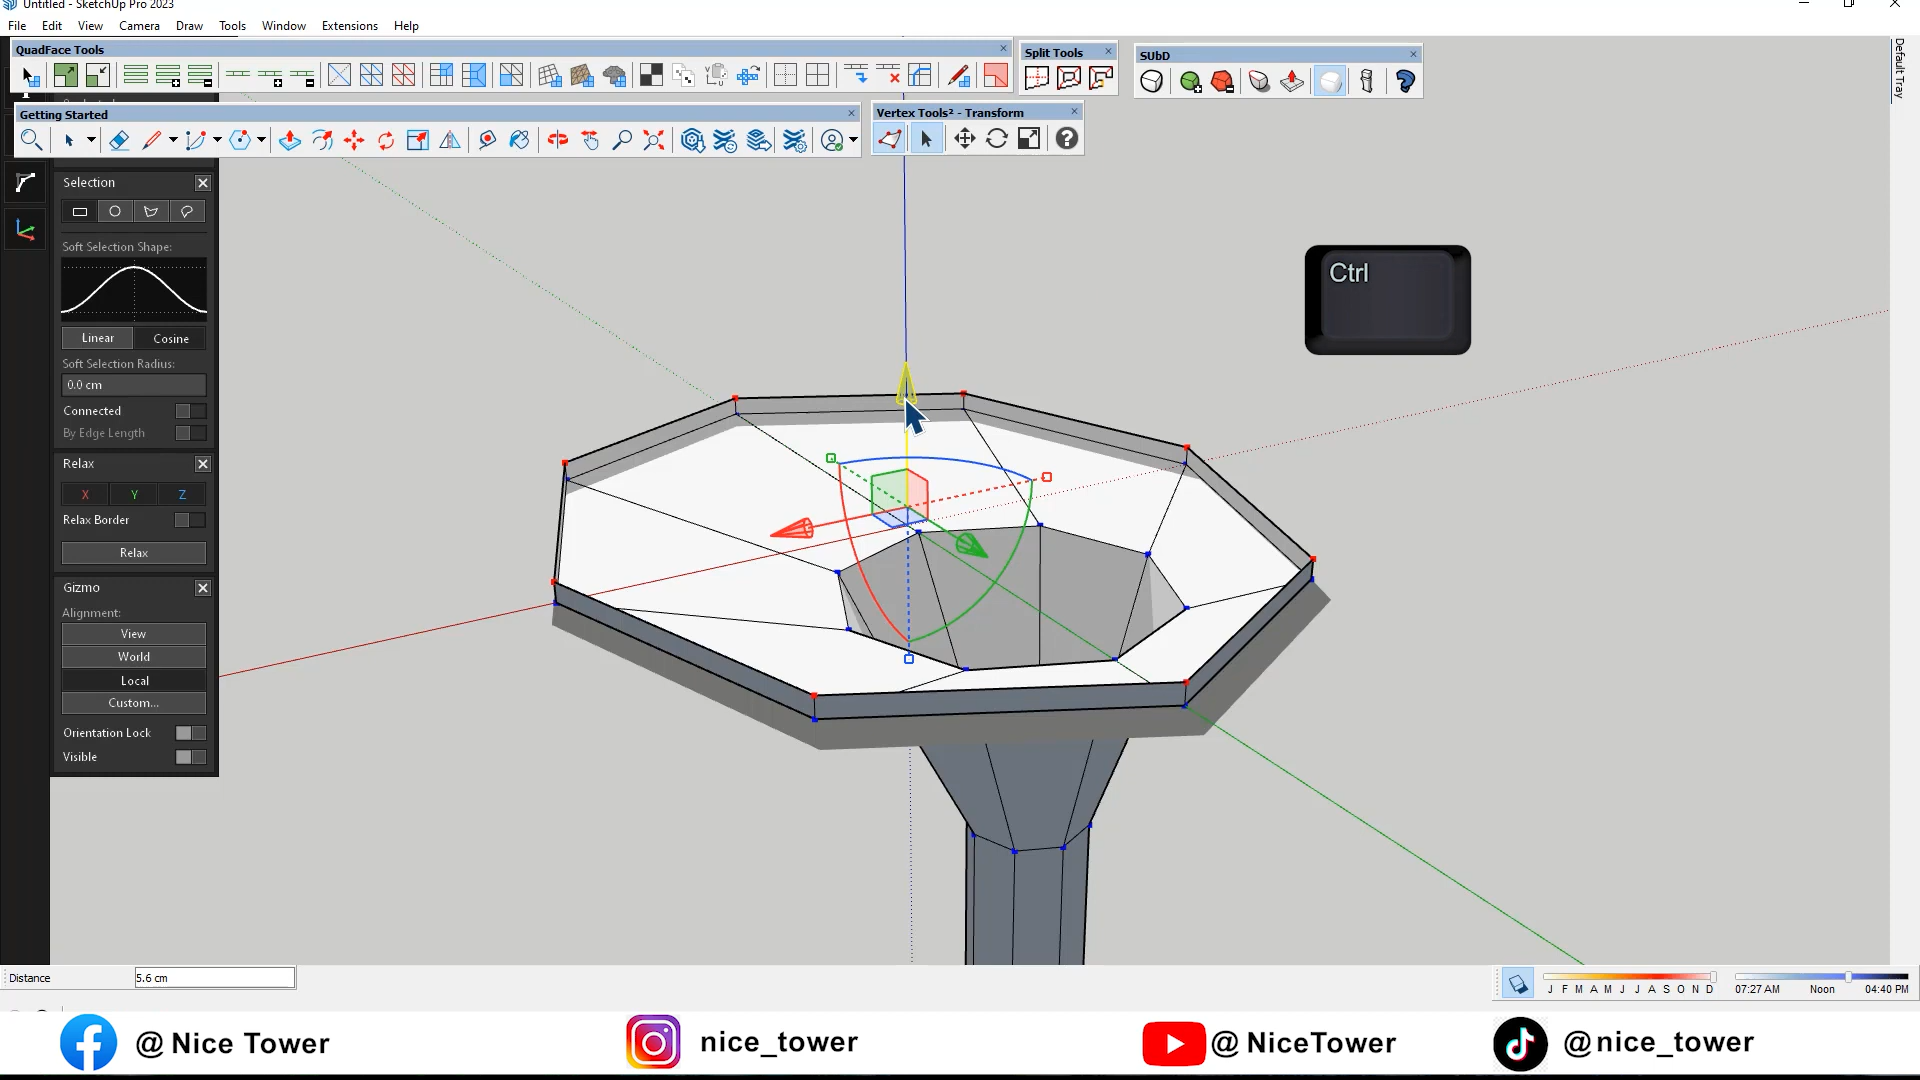 Untitled - SketchUp Pro 2023
File Edit View Camera Draw Tools Window Extensions Help
QuadFace Tools
Split Tools
SUbD
Default Tray
Getting Started
Vertex Tools² - Transform
Selection
Soft Selection Shape:
Linear Cosine
Soft Selection Radius:
0.0 cm
Connected
By Edge Length
Relax
X Y Z
Relax Border
Relax
Gizmo
Alignment:
View
World
Local
Custom...
Orientation Lock
Visible
Ctrl
Distance 5.6 cm
J F M A M J J A S O N D 07:27 AM Noon 04:40 PM
@ Nice Tower nice_tower @ NiceTower @nice_tower